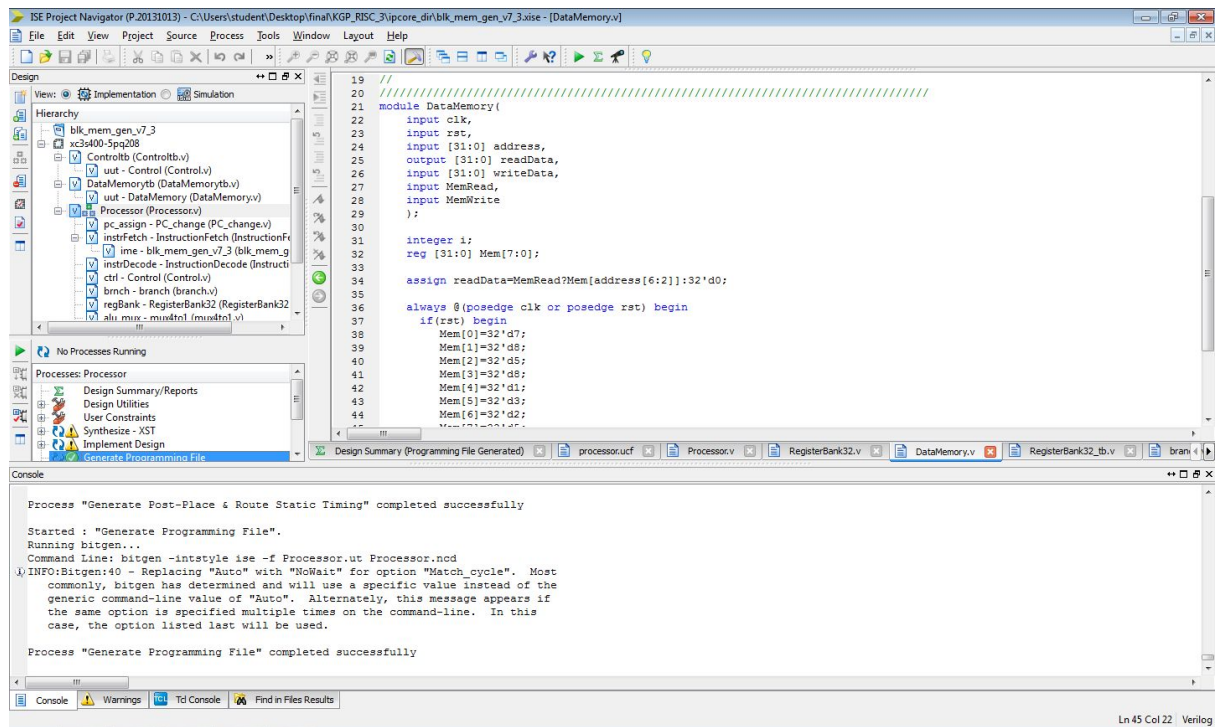 ISE Project Navigator (P.20131013) - C:\Users\student\Desktop\final\KGP_RISC_3\ipcore_dir\blk_mem_gen_v7_3.xise - [DataMemory.v]
File Edit View Project Source Process Tools Window Layout Help
Design
View: Implementation Simulation
Hierarchy
blk_mem_gen_v7_3
xc3s400-5pq208
Controltb (Controltb.v)
uut - Control (Control.v)
DataMemorytb (DataMemorytb.v)
uut - DataMemory (DataMemory.v)
Processor (Processor.v)
pc_assign - PC_change (PC_change.v)
instrFetch - InstructionFetch (InstructionFe
ime - blk_mem_gen_v7_3 (blk_mem_g
instrDecode - InstructionDecode (Instructi
ctrl - Control (Control.v)
brnch - branch (branch.v)
regBank - RegisterBank32 (RegisterBank32
alu_mux - mux4to1 (mux4to1.v)
No Processes Running
Processes: Processor
Design Summary/Reports
Design Utilities
User Constraints
Synthesize - XST
Implement Design
Generate Programming File
19 //
20 //////////////////////////////////////////////////////////////////////////////////
21 module DataMemory(
22 input clk,
23 input rst,
24 input [31:0] address,
25 output [31:0] readData,
26 input [31:0] writeData,
27 input MemRead,
28 input MemWrite
29 );
30
31 integer i;
32 reg [31:0] Mem[7:0];
33
34 assign readData=MemRead?Mem[address[6:2]]:32'd0;
35
36 always @(posedge clk or posedge rst) begin
37 if(rst) begin
38 Mem[0]=32'd7;
39 Mem[1]=32'd8;
40 Mem[2]=32'd5;
41 Mem[3]=32'd8;
42 Mem[4]=32'd1;
43 Mem[5]=32'd3;
44 Mem[6]=32'd2;
Design Summary (Programming File Generated) processor.ucf Processor.v RegisterBank32.v DataMemory.v RegisterBank32_tb.v bran
Console
Process "Generate Post-Place & Route Static Timing" completed successfully
Started : "Generate Programming File".
Running bitgen...
Command Line: bitgen -intstyle ise -f Processor.ut Processor.ncd
INFO:Bitgen:40 - Replacing "Auto" with "NoWait" for option "Match_cycle". Most
commonly, bitgen has determined and will use a specific value instead of the
generic command-line value of "Auto". Alternately, this message appears if
the same option is specified multiple times on the command-line. In this
case, the option listed last will be used.
Process "Generate Programming File" completed successfully
Console Warnings Tcl Console Find in Files Results
Ln 45 Col 22 Verilog